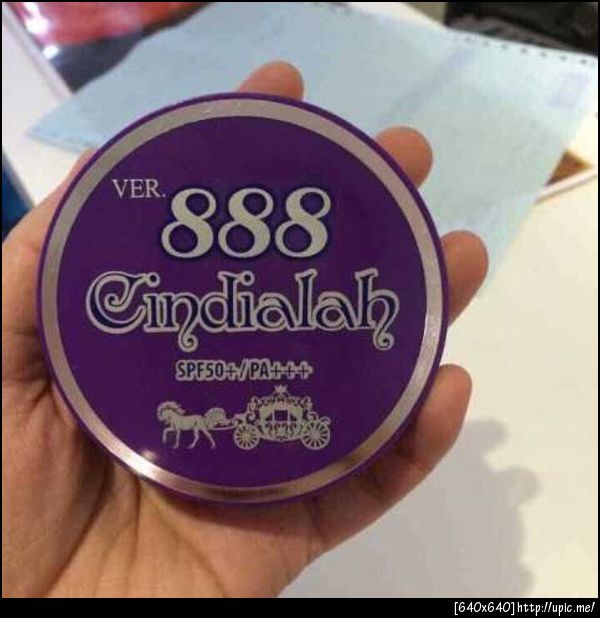 VER.
888
Cindialah
SPF50+/PA+++
[640x640]http://upic.me/